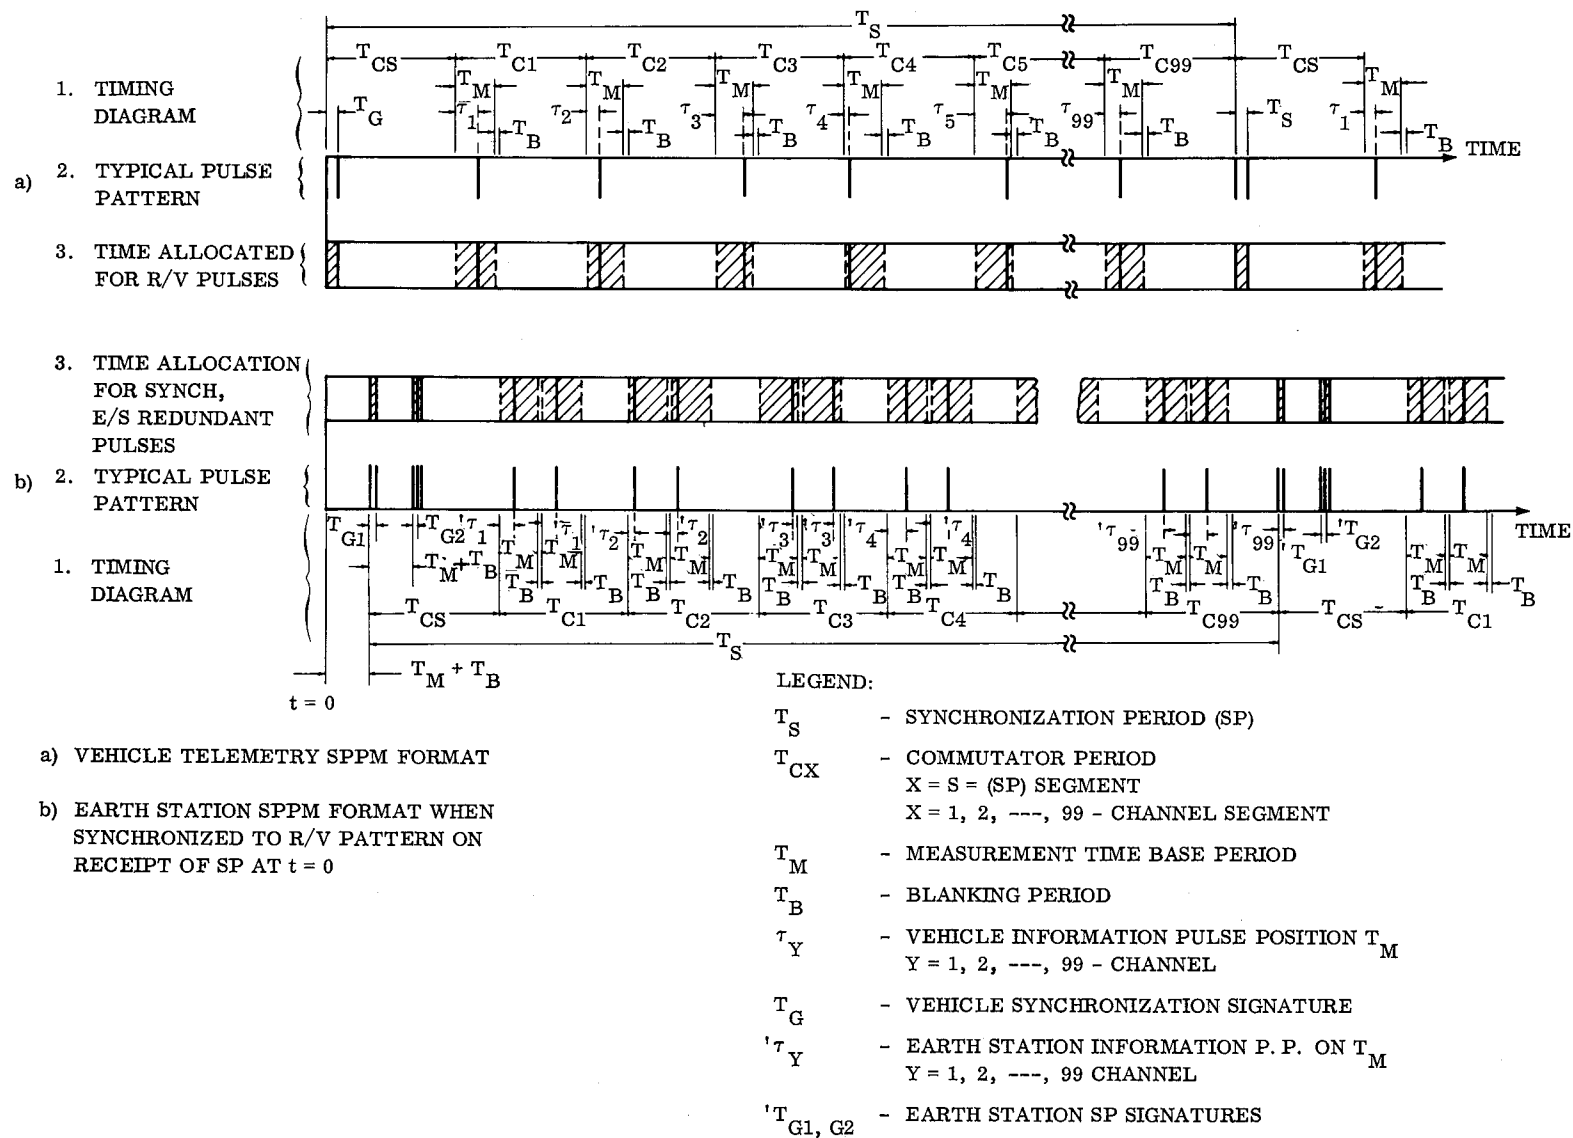 T_S
T_CS T_C1 T_C2 T_C3 T_C4 T_C5 T_C99 T_CS
1. TIMING DIAGRAM
T_M T_M T_M T_M T_M T_M T_M T_M
T_G τ_1 τ_2 τ_3 τ_4 τ_5 τ_99 T_S τ_1
T_B T_B T_B T_B T_B T_B T_B
TIME
a)
2. TYPICAL PULSE PATTERN
3. TIME ALLOCATED FOR R/V PULSES
3. TIME ALLOCATION FOR SYNCH, E/S REDUNDANT PULSES
b)
2. TYPICAL PULSE PATTERN
TIME
T_G1 T_G2 'τ_1 'τ_1 'τ_2 'τ_2 'τ_3 'τ_3 'τ_4 'τ_4 'τ_99 'τ_99 'T_G1 'T_G2
1. TIMING DIAGRAM
T_M + T_B T_M T_M T_M T_M T_M T_M T_M T_M T_M T_M T_M T_M
T_B T_B T_B T_B T_B T_B T_B T_B T_B T_B T_B T_B
T_CS T_C1 T_C2 T_C3 T_C4 T_C99 T_CS T_C1
T_S
T_M + T_B
t = 0
a) VEHICLE TELEMETRY SPPM FORMAT
b) EARTH STATION SPPM FORMAT WHEN
SYNCHRONIZED TO R/V PATTERN ON
RECEIPT OF SP AT t = 0
LEGEND:
T_S - SYNCHRONIZATION PERIOD (SP)
T_CX - COMMUTATOR PERIOD
X = S = (SP) SEGMENT
X = 1, 2, ---, 99 - CHANNEL SEGMENT
T_M - MEASUREMENT TIME BASE PERIOD
T_B - BLANKING PERIOD
τ_Y - VEHICLE INFORMATION PULSE POSITION T_M
Y = 1, 2, ---, 99 - CHANNEL
T_G - VEHICLE SYNCHRONIZATION SIGNATURE
'τ_Y - EARTH STATION INFORMATION P. P. ON T_M
Y = 1, 2, ---, 99 CHANNEL
'T_G1, G2 - EARTH STATION SP SIGNATURES